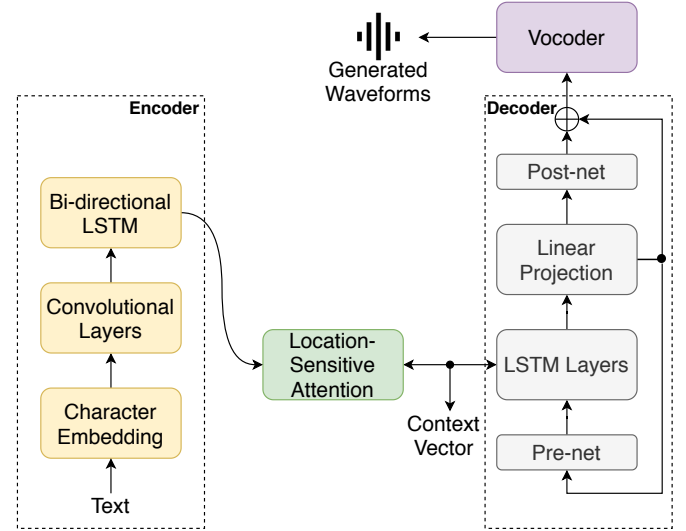 Vocoder
Generated
Waveforms
Encoder
Bi-directional
LSTM
Convolutional
Layers
Character
Embedding
Text
Location-
Sensitive
Attention
Context
Vector
Decoder
Post-net
Linear
Projection
LSTM Layers
Pre-net